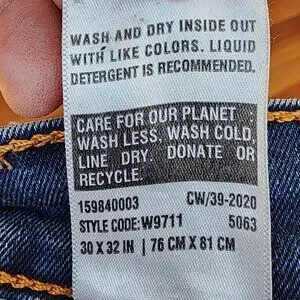 WASH AND DRY INSIDE OUT
WITH LIKE COLORS. LIQUID
DETERGENT IS RECOMMENDED.
CARE FOR OUR PLANET :
WASH LESS. WASH COLD,
LINE DRY. DONATE OR
RECYCLE.
159840003 CW/39-2020
STYLE CODE:W9711 5063
30 X 32 IN | 76 CM X 81 CM